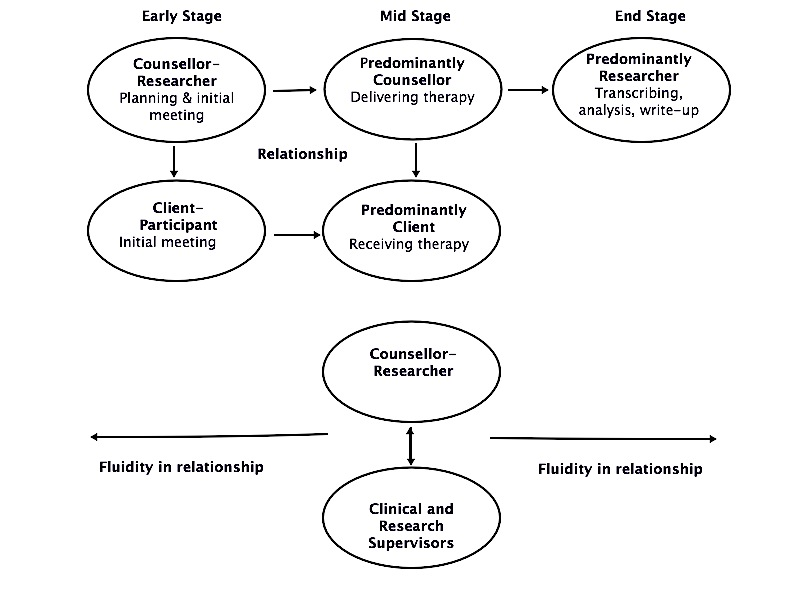 Early Stage
Mid Stage
End Stage
Counsellor-
Researcher
Planning & initial
meeting
Predominantly
Counsellor
Delivering therapy
Predominantly
Researcher
Transcribing,
analysis, write-up
Relationship
Client-
Participant
Initial meeting
Predominantly
Client
Receiving therapy
Counsellor-
Researcher
Fluidity in relationship
Fluidity in relationship
Clinical and
Research
Supervisors